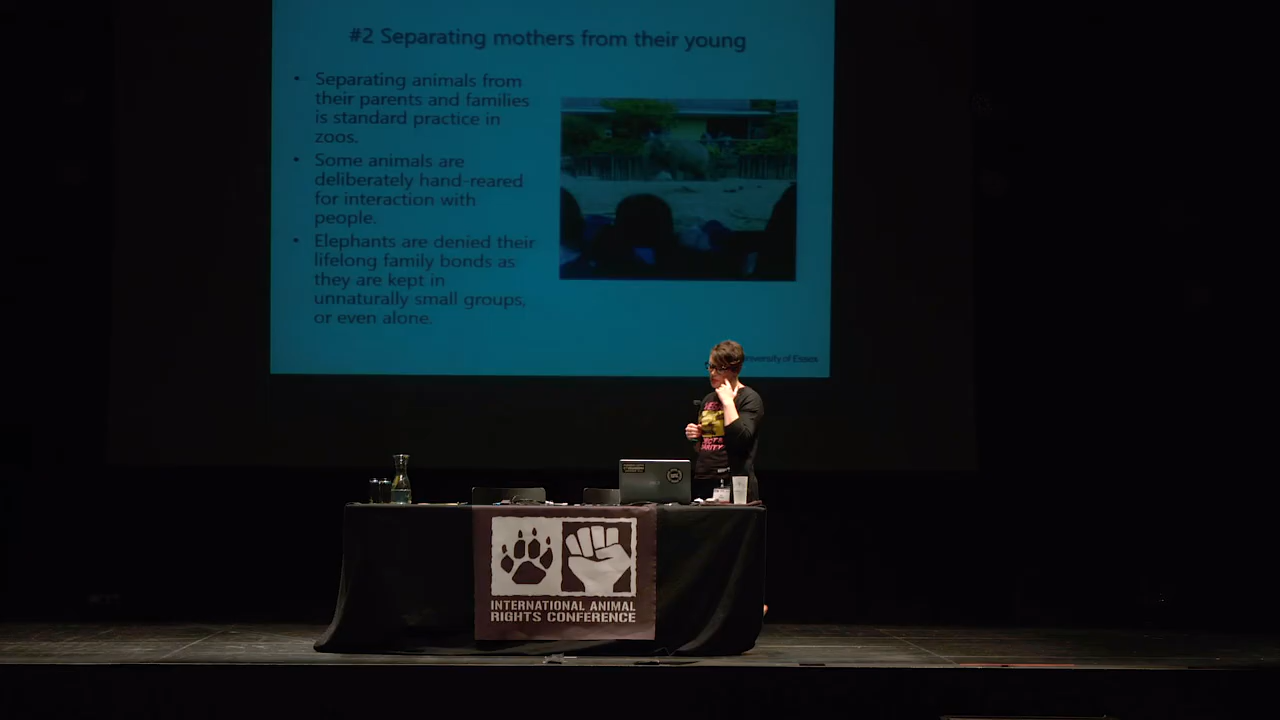 #2 Separating mothers from their young
• Separating animals from
their parents and families
is standard practice in
zoos.
• Some animals are
deliberately hand-reared
for interaction with
people.
• Elephants are denied their
lifelong family bonds as
they are kept in
unnaturally small groups,
or even alone.
University of Essex
INTERNATIONAL ANIMAL
RIGHTS CONFERENCE